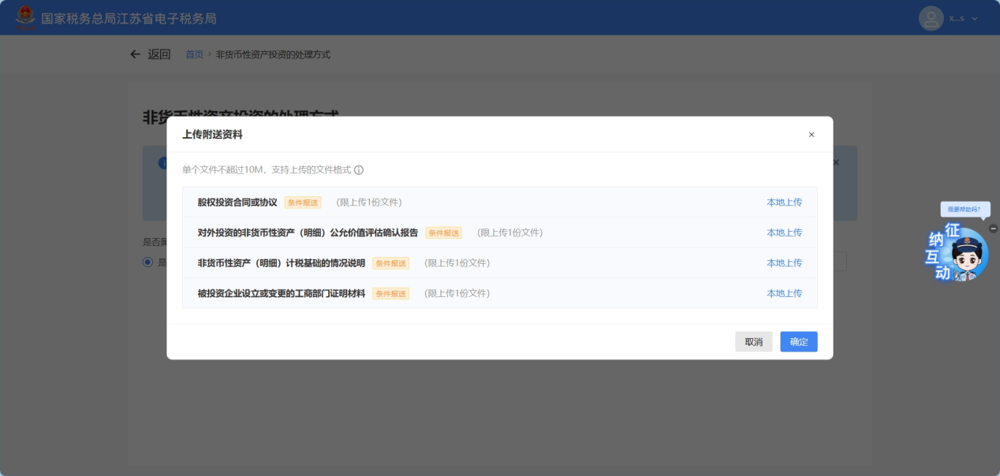 国家税务总局江苏省电子税务局
x...s
返回 首页 › 非货币性资产投资的处理方式
非货币性资产投资的处理方式
上传附送资料
×
单个文件不超过10M，支持上传的文件格式
股权投资合同或协议 条件报送 (限上传1份文件) 本地上传
对外投资的非货币性资产（明细）公允价值评估确认报告 条件报送 (限上传1份文件) 本地上传
非货币性资产（明细）计税基础的情况说明 条件报送 (限上传1份文件) 本地上传
被投资企业设立或变更的工商部门证明材料 条件报送 (限上传1份文件) 本地上传
取消 确定
是否属
是
需要帮助吗?
征纳互动